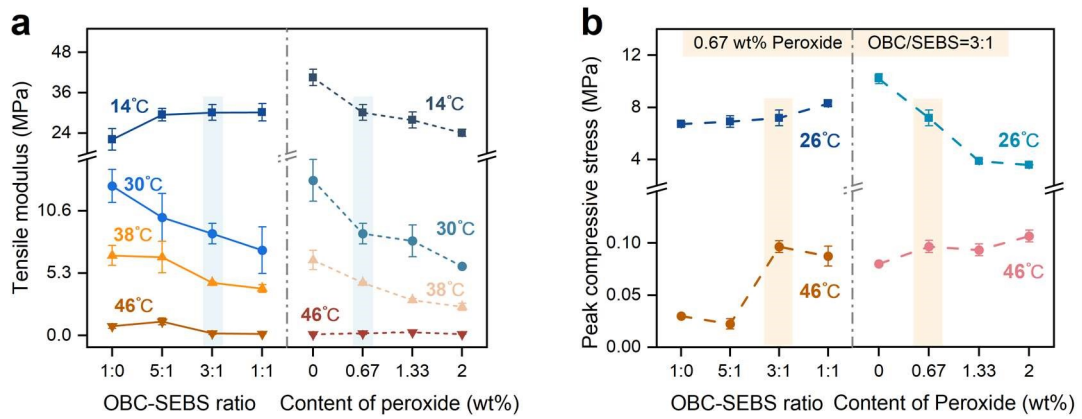 a
Tensile modulus (MPa)
48
36
24
10.6
5.3
0.0
14°C
30°C
38°C
46°C
14°C
30°C
38°C
46°C
1:0 5:1 3:1 1:1 0 0.67 1.33 2
OBC-SEBS ratio Content of peroxide (wt%)
b
Peak compressive stress (MPa)
0.67 wt% Peroxide OBC/SEBS=3:1
12
8
4
0.10
0.05
0.00
26°C
26°C
46°C
46°C
1:0 5:1 3:1 1:1 0 0.67 1.33 2
OBC-SEBS ratio Content of Peroxide (wt%)